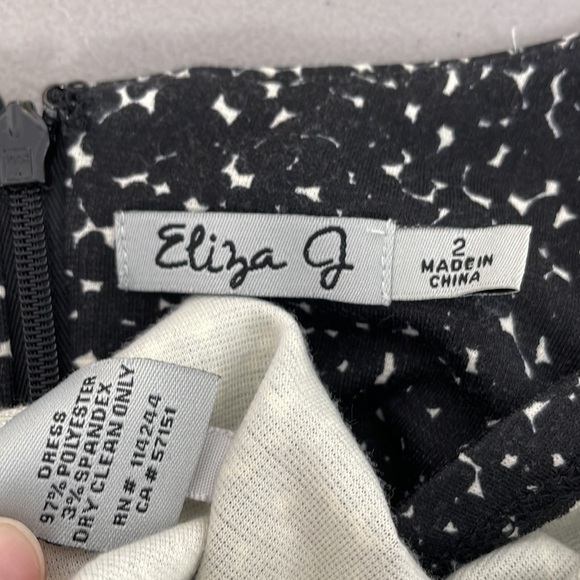 Eliza J
2
MADE IN
CHINA
DRESS
97% POLYESTER
3% SPANDEX
DRY CLEAN ONLY
RN# 114244
CA# 57151